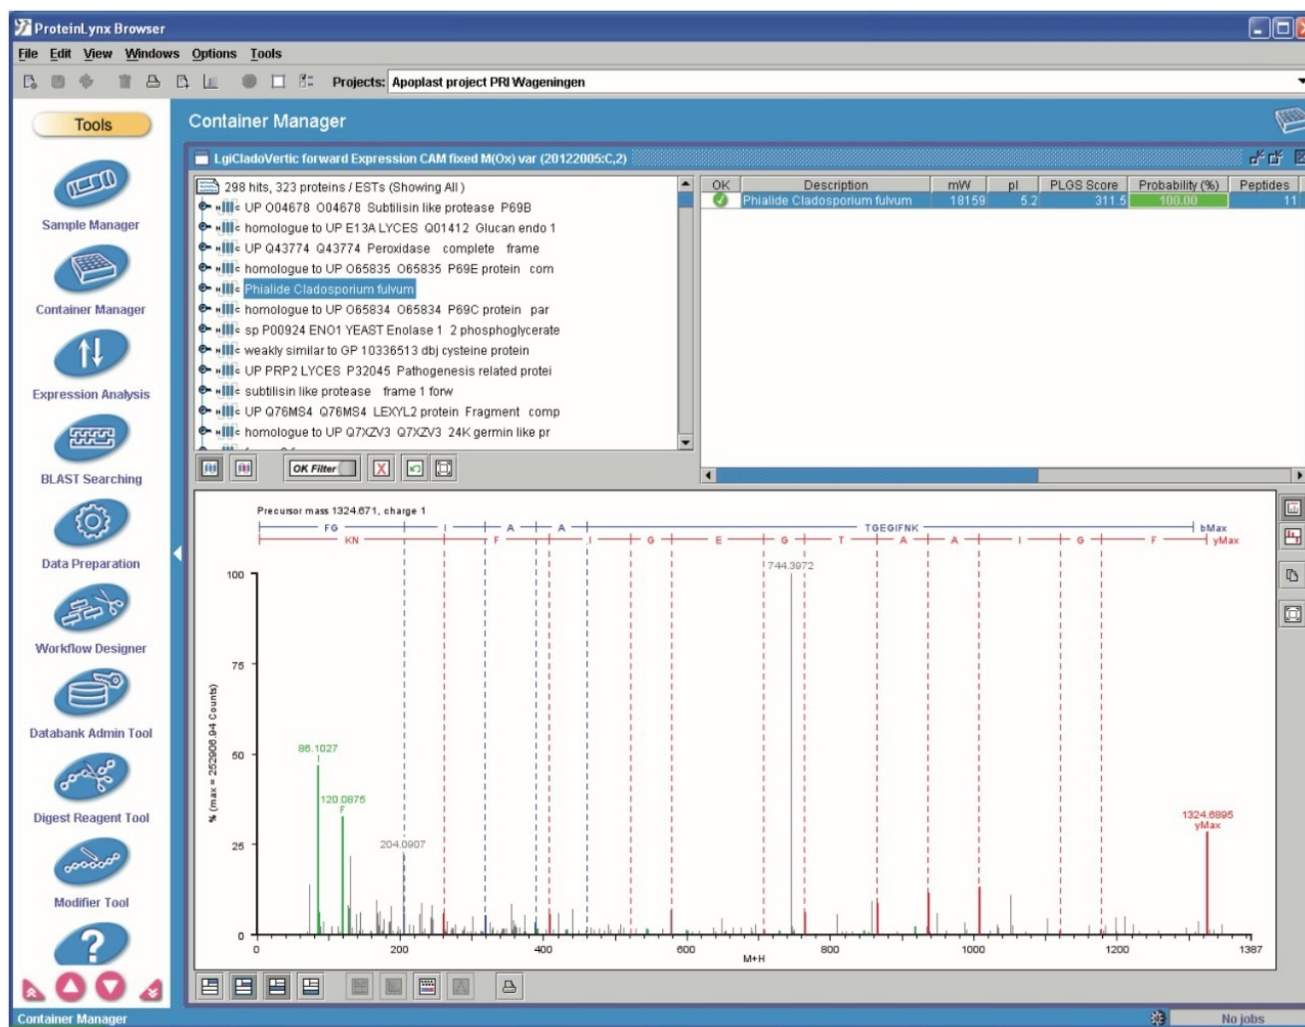 ProteinLynx Browser
File Edit View Windows Options Tools
Projects: Apoplast project PRI Wageningen
Tools
Sample Manager
Container Manager
Expression Analysis
BLAST Searching
Data Preparation
Workflow Designer
Databank Admin Tool
Digest Reagent Tool
Modifier Tool
Container Manager
LgiCladoVertic forward Expression CAM fixed M(Ox) var (20122005:C,2)
298 hits, 323 proteins / ESTs (Showing All )
UP O04678 O04678 Subtilisin like protease P69B
homologue to UP E13A LYCES Q01412 Glucan endo 1
UP Q43774 Q43774 Peroxidase complete frame
homologue to UP O65835 O65835 P69E protein com
Phialide Cladosporium fulvum
homologue to UP O65834 O65834 P69C protein par
sp P00924 ENO1 YEAST Enolase 1 2 phosphoglycerate
weakly similar to GP 10336513 dbj cysteine protein
UP PRP2 LYCES P32045 Pathogenesis related protei
subtilisin like protease frame 1 forw
UP Q76MS4 Q76MS4 LEXYL2 protein Fragment comp
homologue to UP Q7XZV3 Q7XZV3 24K germin like pr
OK Filter
OK Description mW pI PLGS Score Probability (%) Peptides
Phialide Cladosporium fulvum 18159 5.2 311.5 100.00 11
Precursor mass 1324.671, charge 1
FG I A A TGEGIFNK bMax
KN F I G E G T A A I G F yMax
744.3972
86.1027
I
120.0875
F
204.0907
1324.6895
yMax
% (max = 252906.94 Counts)
100
75
50
25
0
0 200 400 600 800 1000 1200 1387
M+H
Container Manager
No jobs